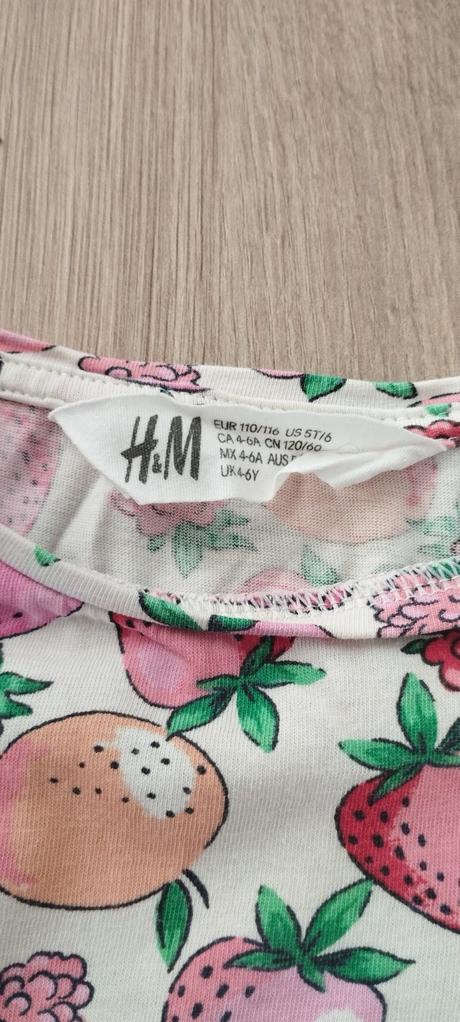 H&M
EUR 110/116 US 5T/6
CA 4-6A CN 120/60
MX 4-6A AUS
UK 4-6Y